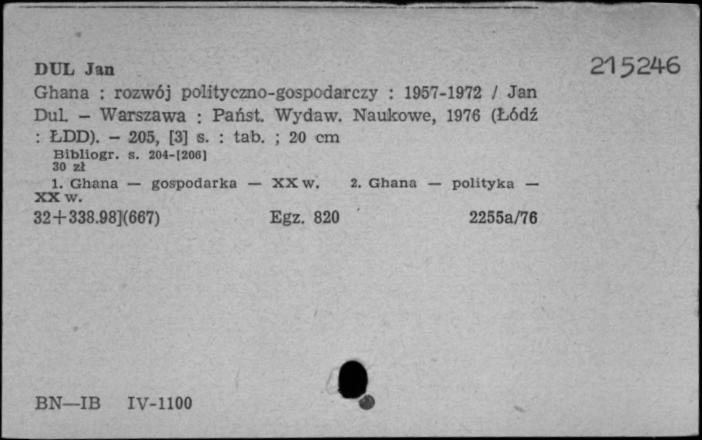 DUL Jan
215246
Ghana : rozwój polityczno-gospodarczy : 1957-1972 / Jan
Dul. — Warszawa : Państ. Wydaw. Naukowe, 1976 (Łódź
: ŁDD). — 205, [3] s. : tab. ; 20 cm
Bibliogr. s. 204-[206]
30 zł
1. Ghana — gospodarka — XX w. 2. Ghana — polityka —
XX w.
32+338.98](667) Egz. 820 2255a/76
BN—IB IV-1100